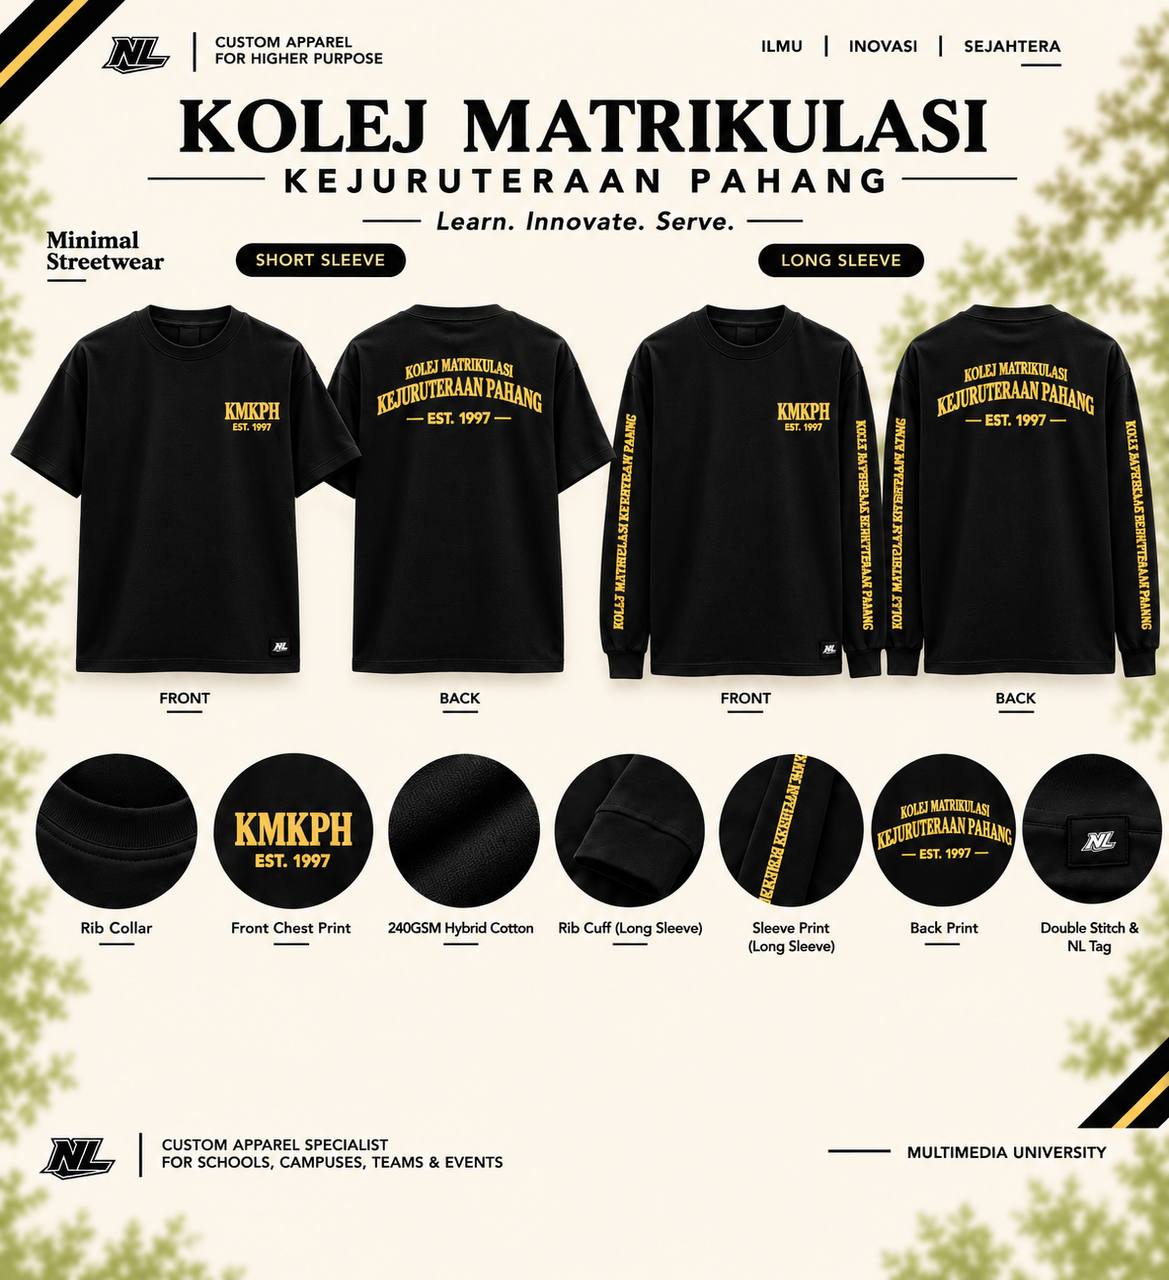 NL
CUSTOM APPAREL
FOR HIGHER PURPOSE
ILMU | INOVASI | SEJAHTERA
KOLEJ MATRIKULASI
KEJURUTERAAN PAHANG
Learn. Innovate. Serve.
Minimal
Streetwear
SHORT SLEEVE
LONG SLEEVE
KMKPH
EST. 1997
NL
KOLEJ MATRIKULASI
KEJURUTERAAN PAHANG
EST. 1997
KMKPH
EST. 1997
NL
KOLEJ MATRIKULASI
KEJURUTERAAN PAHANG
EST. 1997
FRONT
BACK
FRONT
BACK
KMKPH
EST. 1997
KOLEJ MATRIKULASI
KEJURUTERAAN PAHANG
EST. 1997
NL
Rib Collar
Front Chest Print
240GSM Hybrid Cotton
Rib Cuff (Long Sleeve)
Sleeve Print
(Long Sleeve)
Back Print
Double Stitch &
NL Tag
NL
CUSTOM APPAREL SPECIALIST
FOR SCHOOLS, CAMPUSES, TEAMS & EVENTS
MULTIMEDIA UNIVERSITY